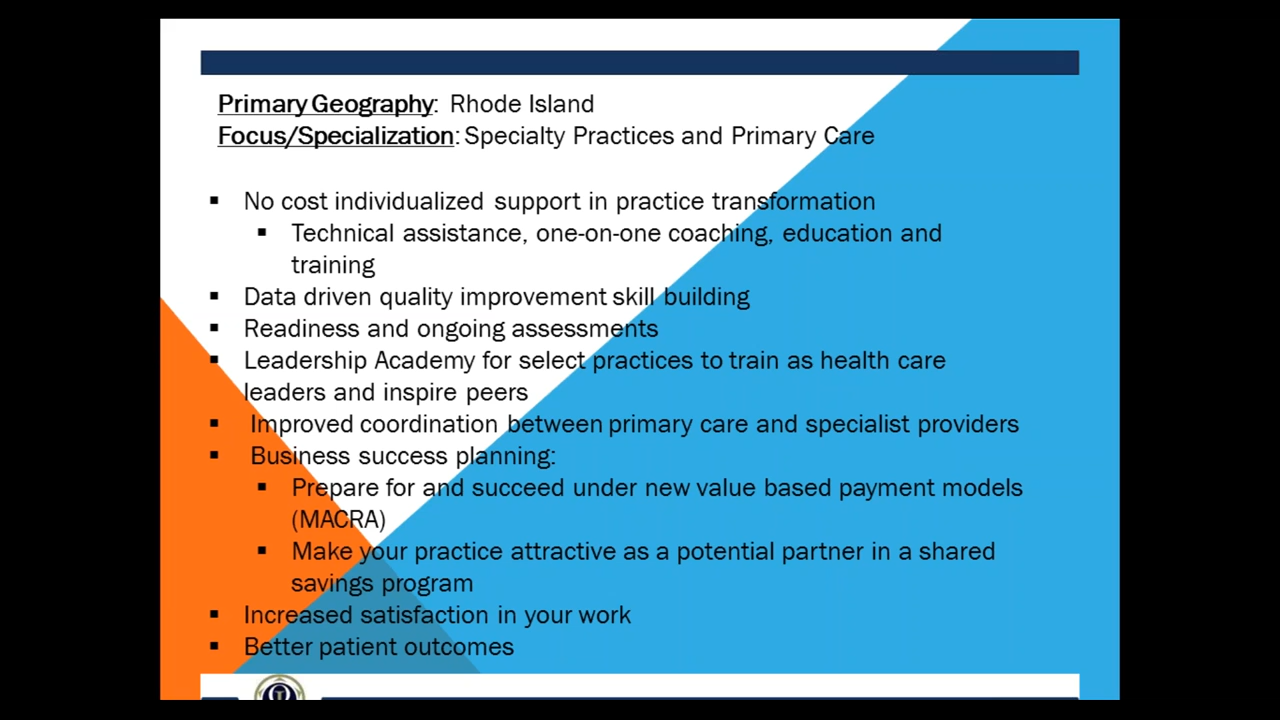 Primary Geography: Rhode Island
Focus/Specialization: Specialty Practices and Primary Care
▪ No cost individualized support in practice transformation
▪ Technical assistance, one-on-one coaching, education and
training
▪ Data driven quality improvement skill building
▪ Readiness and ongoing assessments
▪ Leadership Academy for select practices to train as health care
leaders and inspire peers
▪ Improved coordination between primary care and specialist providers
▪ Business success planning:
▪ Prepare for and succeed under new value based payment models
(MACRA)
▪ Make your practice attractive as a potential partner in a shared
savings program
▪ Increased satisfaction in your work
▪ Better patient outcomes